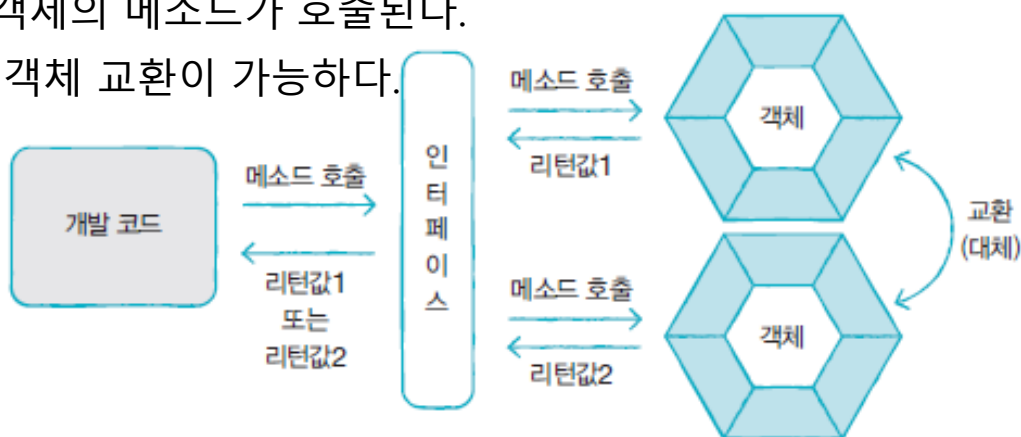 객체의 메소드가 호출된다.
객체 교환이 가능하다.
개발 코드
메소드 호출
리턴값1
또는
리턴값2
인
터
페
이
스
메소드 호출
리턴값1
객체
메소드 호출
리턴값2
객체
교환
(대체)